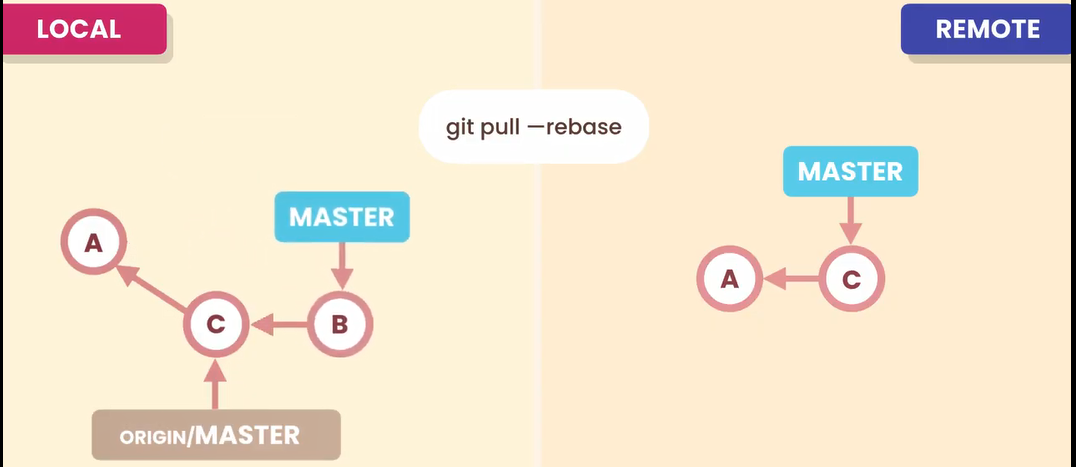 LOCAL
REMOTE
git pull —rebase
MASTER
MASTER
A
A
C
C
B
ORIGIN/MASTER